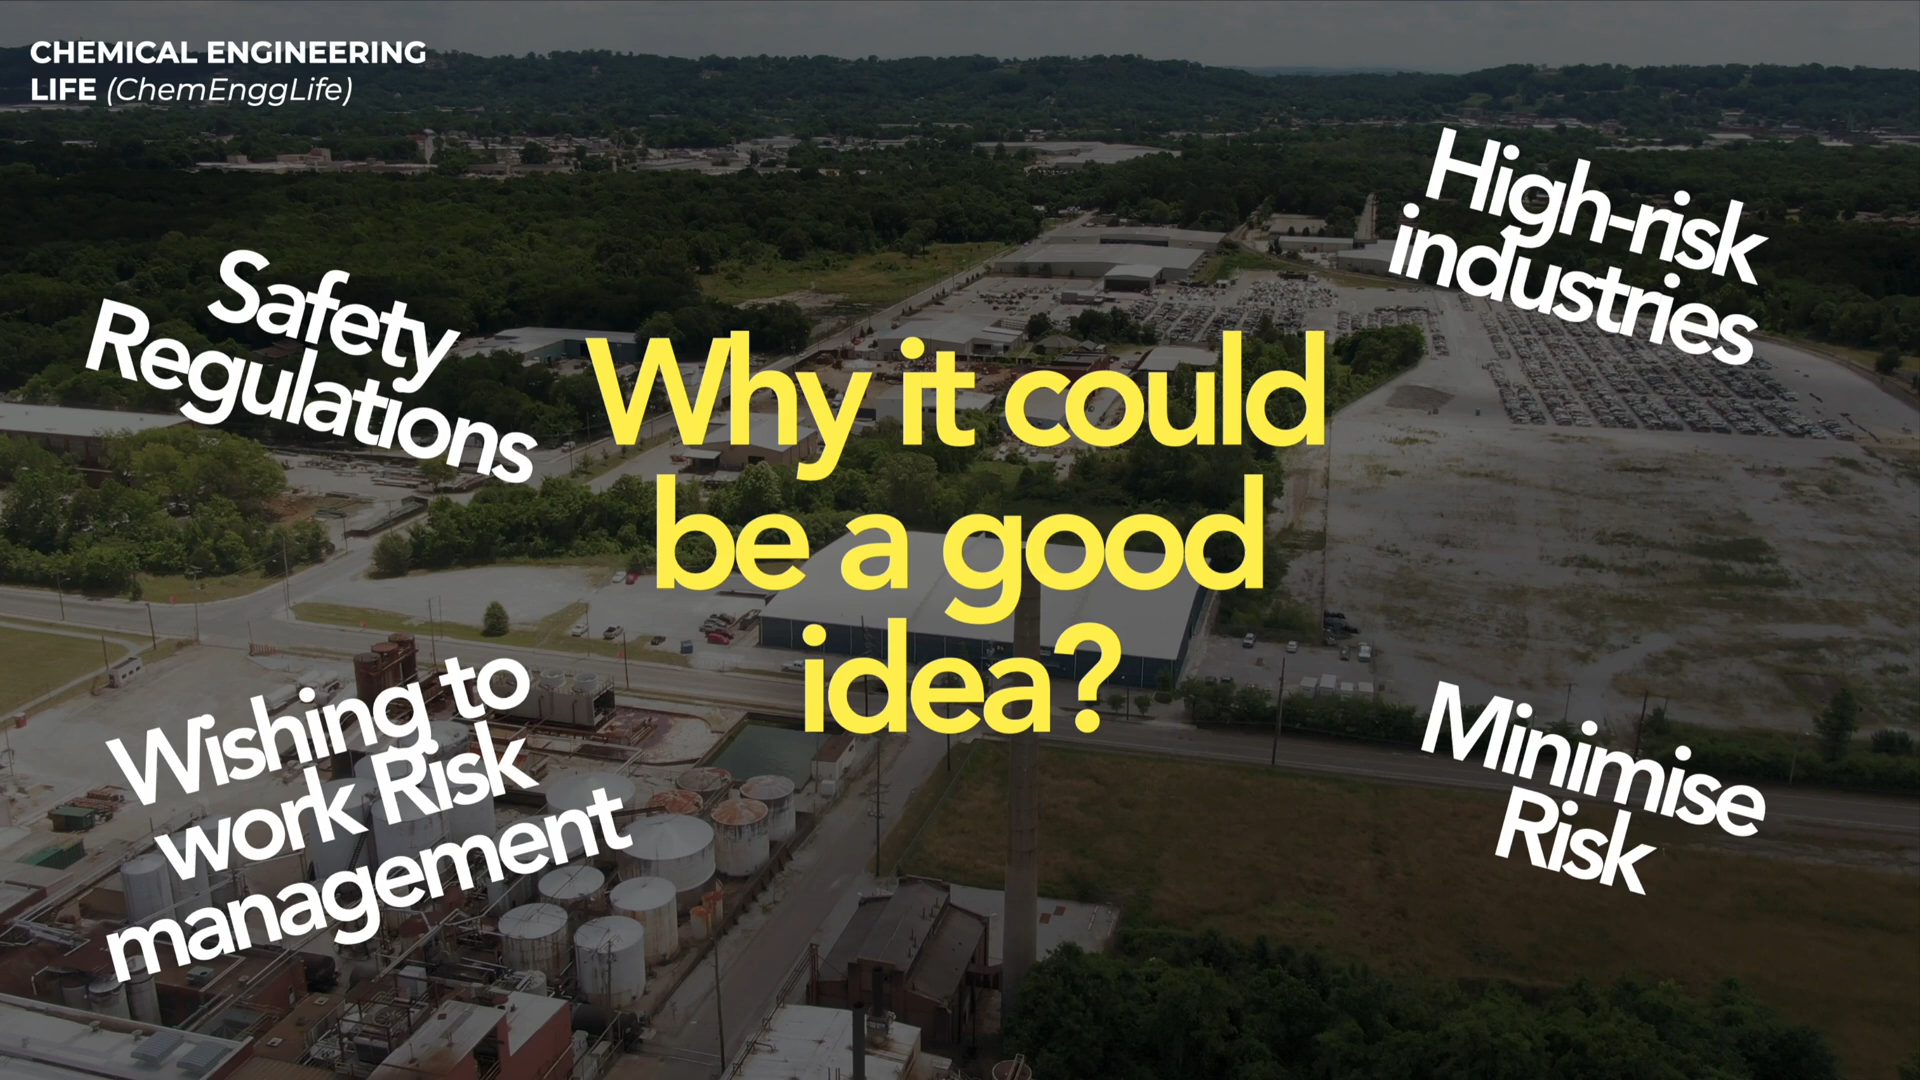 CHEMICAL ENGINEERING
LIFE (ChemEnggLife)
High-risk
industries
Safety
Regulations
Why it could
be a good
idea?
Wishing to
work Risk
management
Minimise
Risk